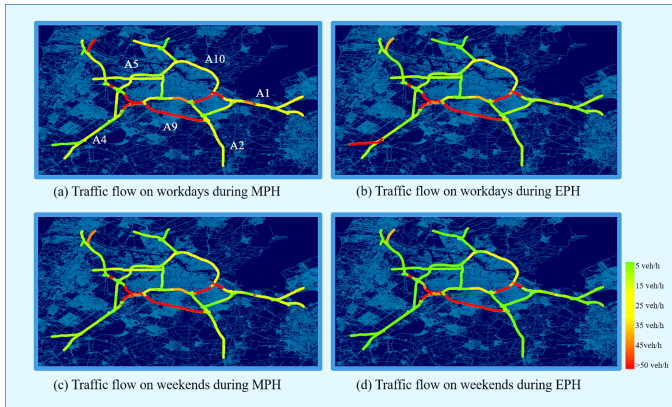 A5
A10
A1
A9
A4
A2
(a) Traffic flow on workdays during MPH
(b) Traffic flow on workdays during EPH
(c) Traffic flow on weekends during MPH
(d) Traffic flow on weekends during EPH
5 veh/h
15 veh/h
25 veh/h
35 veh/h
45veh/h
>50 veh/h